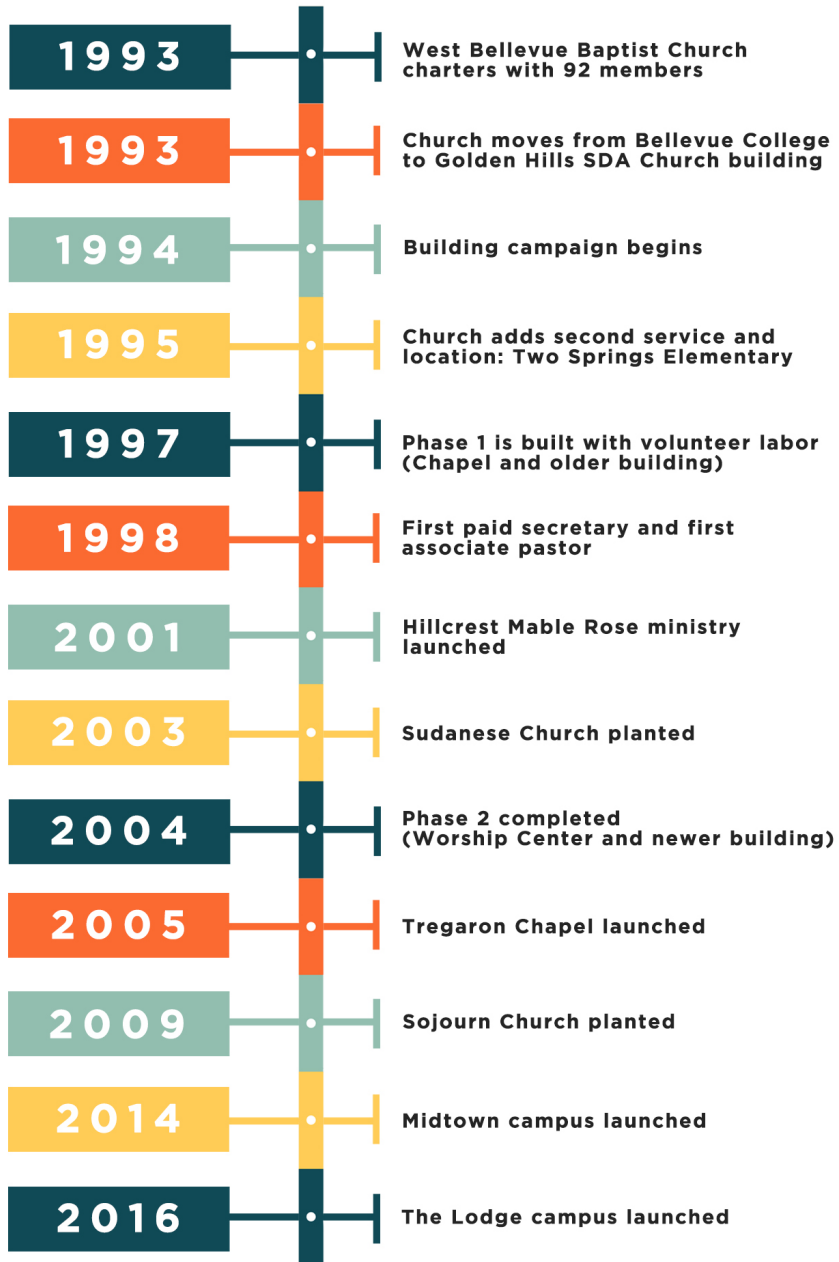 1993
West Bellevue Baptist Church
charters with 92 members
1993
Church moves from Bellevue College
to Golden Hills SDA Church building
1994
Building campaign begins
1995
Church adds second service and
location: Two Springs Elementary
1997
Phase 1 is built with volunteer labor
(Chapel and older building)
1998
First paid secretary and first
associate pastor
2001
Hillcrest Mable Rose ministry
launched
2003
Sudanese Church planted
2004
Phase 2 completed
(Worship Center and newer building)
2005
Tregaron Chapel launched
2009
Sojourn Church planted
2014
Midtown campus launched
2016
The Lodge campus launched